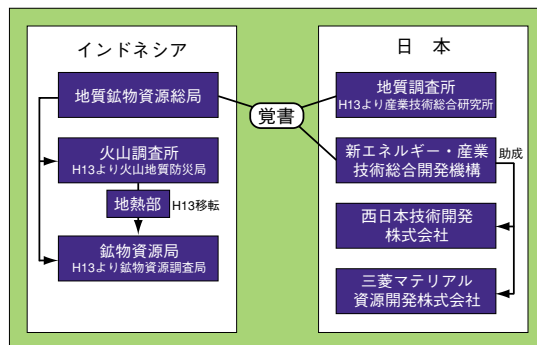 インドネシア
地質鉱物資源総局
火山調査所
H13より火山地質防災局
地熱部 H13移転
鉱物資源局
H13より鉱物資源調査局
覚書
日 本
地質調査所
H13より産業技術総合研究所
新エネルギー・産業
技術総合開発機構
助成
西日本技術開発
株式会社
三菱マテリアル
資源開発株式会社